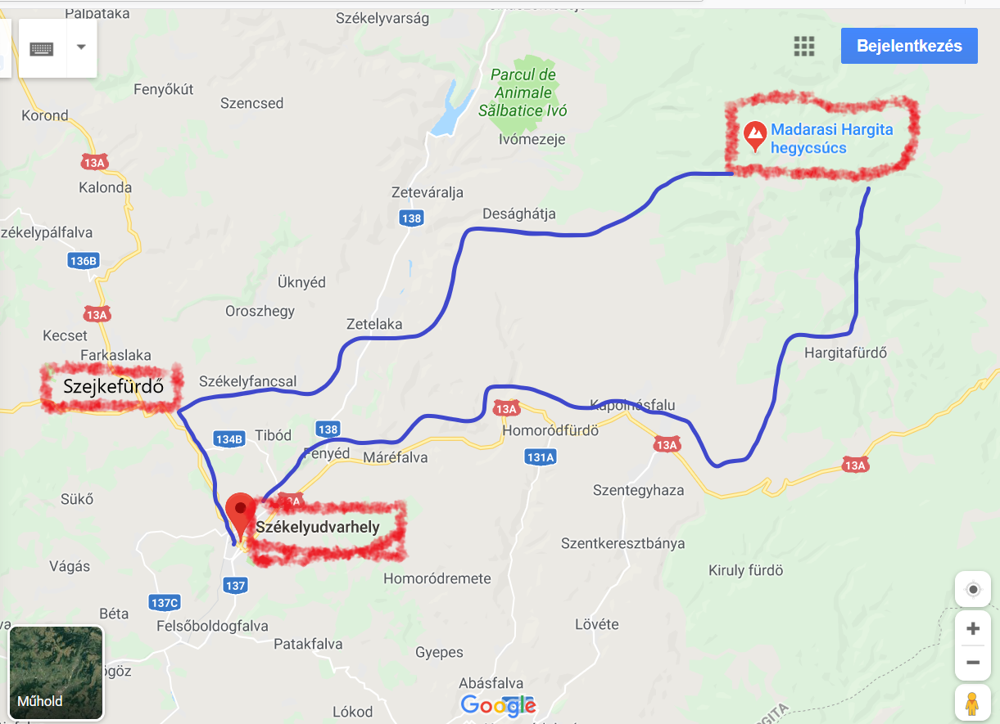 Pálpataka
Székelyvarság
Bejelentkezés
Fenyőkút
Szencsed
Korond
Parcul de
Animale
Sălbatice Ivó
Ivómezeje
Madarasi Hargita
hegycsúcs
13A
Kalonda
Zeteváralja
138
Desághátja
136B
Üknyéd
13A
Oroszhegy
Zetelaka
Kecset
Farkaslaka
Hargitafürdő
Székelyfancsal
Szejkefürdő
Kápolnásfalu
13A
138
Homoródfürdő
134B
Tibód
13A
Fenyéd
Máréfalva
131A
13A
Szentegyháza
Sükő
Székelyudvarhely
Szentkeresztbánya
Vágás
Kiruly fürdő
Homoródremete
137
137C
Béta
Felsőboldogfalva
Lövéte
Patakfalva
Gyepes
Abásfalva
Műhold
Google
Lókod